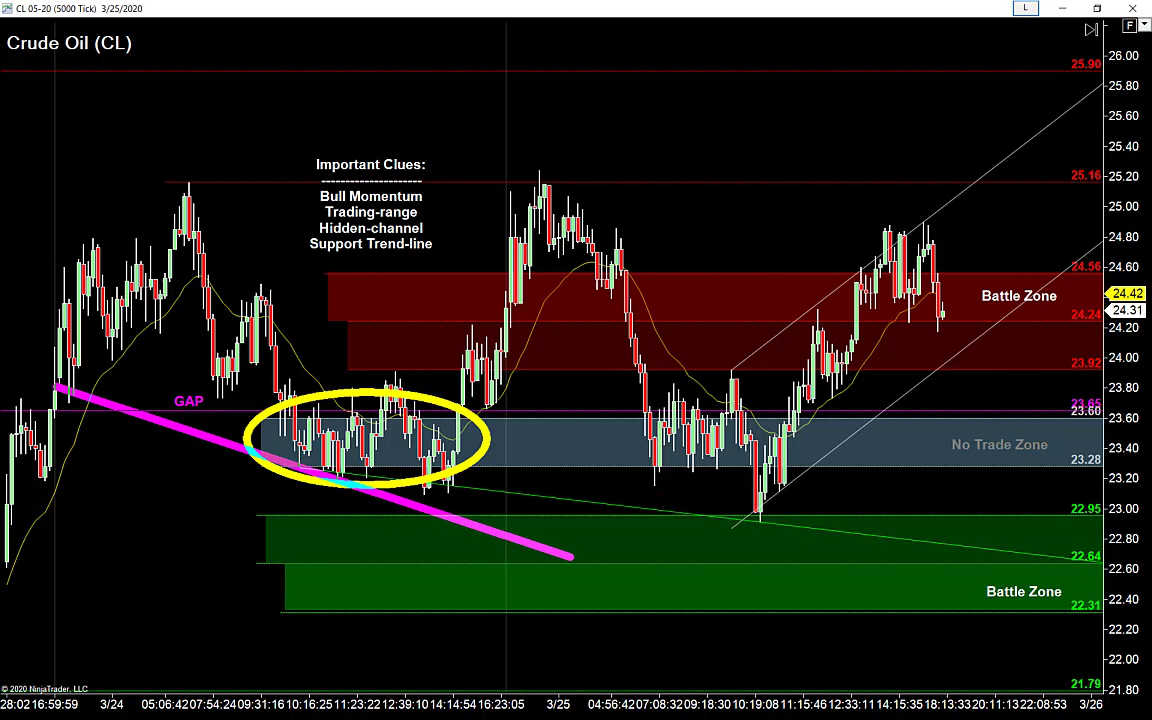 CL 05-20 (5000 Tick) 3/25/2020
L
F
Crude Oil (CL)
26.00
25.90
25.80
25.60
25.40
Important Clues:
----------------------
Bull Momentum
Trading-range
Hidden-channel
Support Trend-line
25.16
25.20
25.00
24.80
24.56
24.60
Battle Zone
24.42
24.31
24.24
24.20
24.00
23.92
23.80
GAP
23.65
23.60
23.60
No Trade Zone
23.40
23.28
23.20
22.95
23.00
22.80
22.64
22.60
Battle Zone
22.40
22.31
22.20
22.00
21.79
21.80
© 2020 NinjaTrader, LLC
28:02 16:59:59 3/24 05:06:42 07:54:24 09:31:16 10:16:25 11:23:22 12:39:10 14:14:54 16:23:05 3/25 04:56:42 07:08:32 09:18:30 10:19:08 11:15:46 12:33:11 14:15:35 18:13:33 20:11:13 22:08:53 3/26